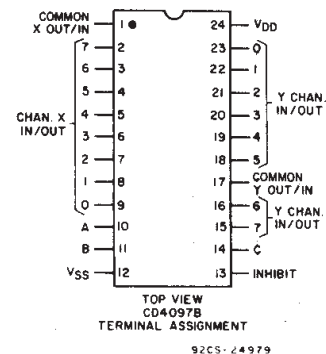 COMMON
X OUT/IN
1 24 VDD
7 2 23 0
6 3 22 1
5 4 21 2
4 5 20 3
3 6 19 4
2 7 18 5
1 8 17 COMMON
Y OUT/IN
0 9 16 6
A 10 15 7
B 11 14 C
VSS 12 13 INHIBIT
CHAN. X
IN/OUT
Y CHAN.
IN/OUT
Y CHAN.
IN/OUT
TOP VIEW
CD4097B
TERMINAL ASSIGNMENT
92CS-24979